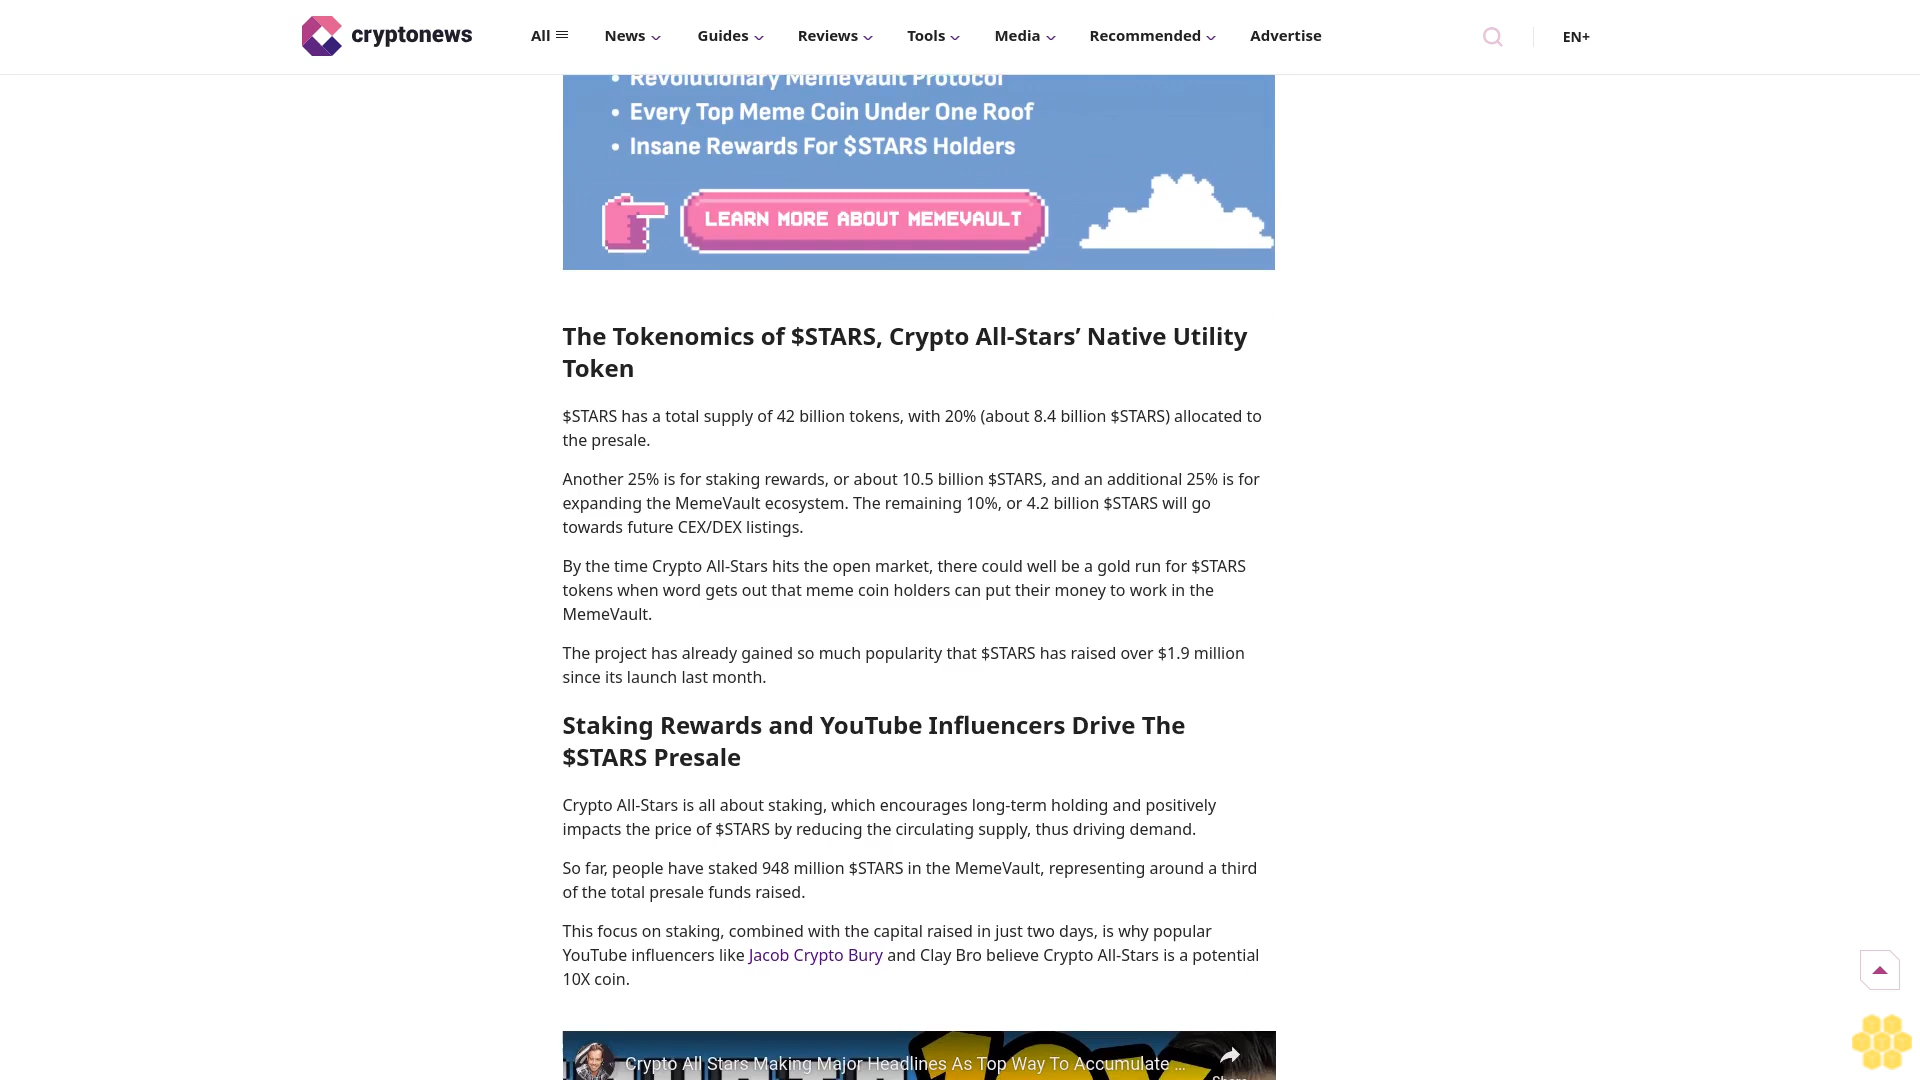 cryptonews
All News Guides Reviews Tools Media Recommended Advertise EN+
• Revolutionary MemeVault Protocol
• Every Top Meme Coin Under One Roof
• Insane Rewards For $STARS Holders
LEARN MORE ABOUT MEMEVAULT
The Tokenomics of $STARS, Crypto All-Stars’ Native Utility
Token
$STARS has a total supply of 42 billion tokens, with 20% (about 8.4 billion $STARS) allocated to
the presale.
Another 25% is for staking rewards, or about 10.5 billion $STARS, and an additional 25% is for
expanding the MemeVault ecosystem. The remaining 10%, or 4.2 billion $STARS will go
towards future CEX/DEX listings.
By the time Crypto All-Stars hits the open market, there could well be a gold run for $STARS
tokens when word gets out that meme coin holders can put their money to work in the
MemeVault.
The project has already gained so much popularity that $STARS has raised over $1.9 million
since its launch last month.
Staking Rewards and YouTube Influencers Drive The
$STARS Presale
Crypto All-Stars is all about staking, which encourages long-term holding and positively
impacts the price of $STARS by reducing the circulating supply, thus driving demand.
So far, people have staked 948 million $STARS in the MemeVault, representing around a third
of the total presale funds raised.
This focus on staking, combined with the capital raised in just two days, is why popular
YouTube influencers like Jacob Crypto Bury and Clay Bro believe Crypto All-Stars is a potential
10X coin.
Crypto All Stars Making Major Headlines As Top Way To Accumulate ...
Share